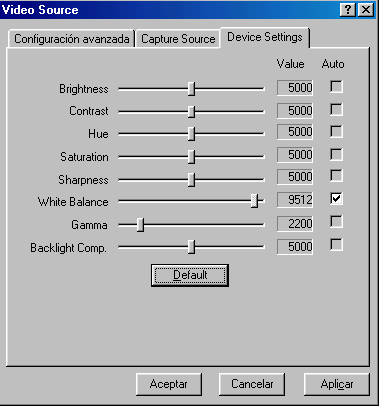 Video Source
Configuración avanzada Capture Source Device Settings
Value Auto
Brightness 5000
Contrast 5000
Hue 5000
Saturation 5000
Sharpness 5000
White Balance 9512
Gamma 2200
Backlight Comp. 5000
Default
Aceptar Cancelar Aplicar